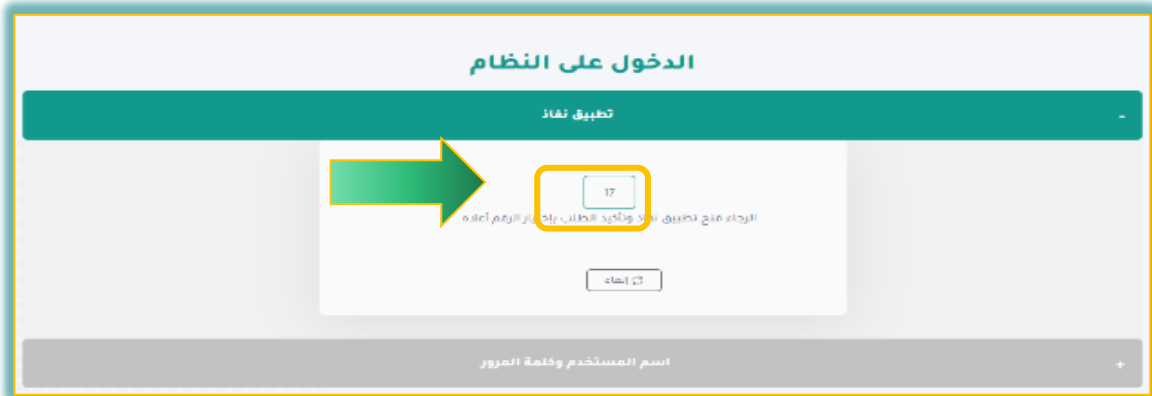 الدخول على النظام
تطبيق نفاذ -
17
الرجاء فتح تطبيق نفاذ وتأكيد الطلب بإختيار الرقم أعلاه
إلغاء
اسم المستخدم وكلمة المرور +